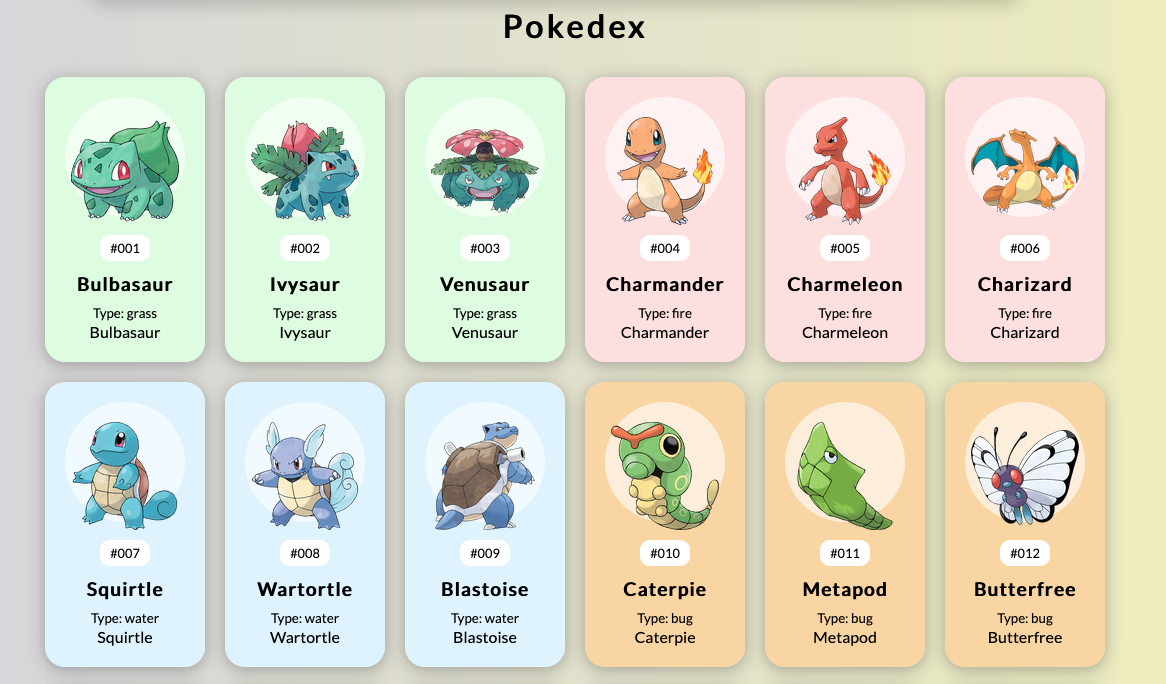 Pokedex
#001
Bulbasaur
Type: grass
Bulbasaur
#002
Ivysaur
Type: grass
Ivysaur
#003
Venusaur
Type: grass
Venusaur
#004
Charmander
Type: fire
Charmander
#005
Charmeleon
Type: fire
Charmeleon
#006
Charizard
Type: fire
Charizard
#007
Squirtle
Type: water
Squirtle
#008
Wartortle
Type: water
Wartortle
#009
Blastoise
Type: water
Blastoise
#010
Caterpie
Type: bug
Caterpie
#011
Metapod
Type: bug
Metapod
#012
Butterfree
Type: bug
Butterfree